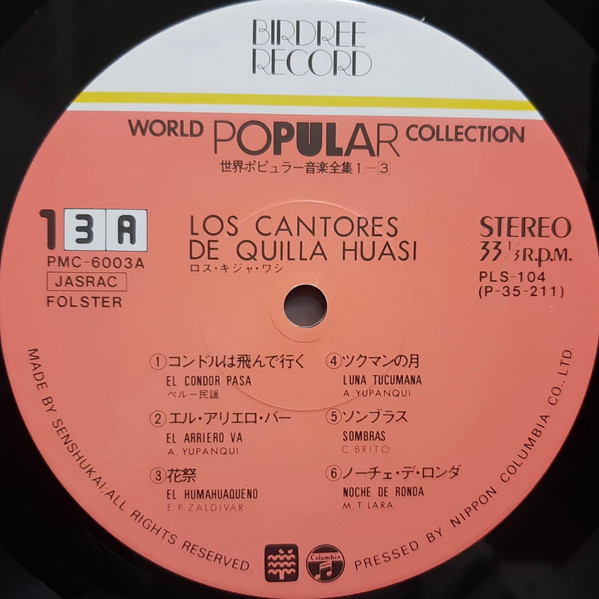 BIRDREE
RECORD
WORLD POPULAR COLLECTION
世界ポピュラー音楽全集1—3
1 3 A
PMC-6003A
JASRAC
FOLSTER
LOS CANTORES
DE QUILLA HUASI
ロス・キジャ・ワシ
STEREO
33 1/3 R.P.M.
PLS-104
(P-35-211)
①コンドルは飛んで行く
EL CONDOR PASA
ペルー民謡
②エル・アリエロ・バー
EL ARRIERO VA
A. YUPANQUI
③花祭
EL HUMAHUAQUENO
E.P. ZALDIVAR
④ツクマンの月
LUNA TUCUMANA
A. YUPANQUI
⑤ソンブラス
SOMBRAS
C. BRITO
⑥ノーチェ・デ・ロンダ
NOCHE DE RONDA
M.T. LARA
MADE BY SENSHUKAI: ALL RIGHTS RESERVED.
Columbia
PRESSED BY NIPPON COLUMBIA CO., LTD.